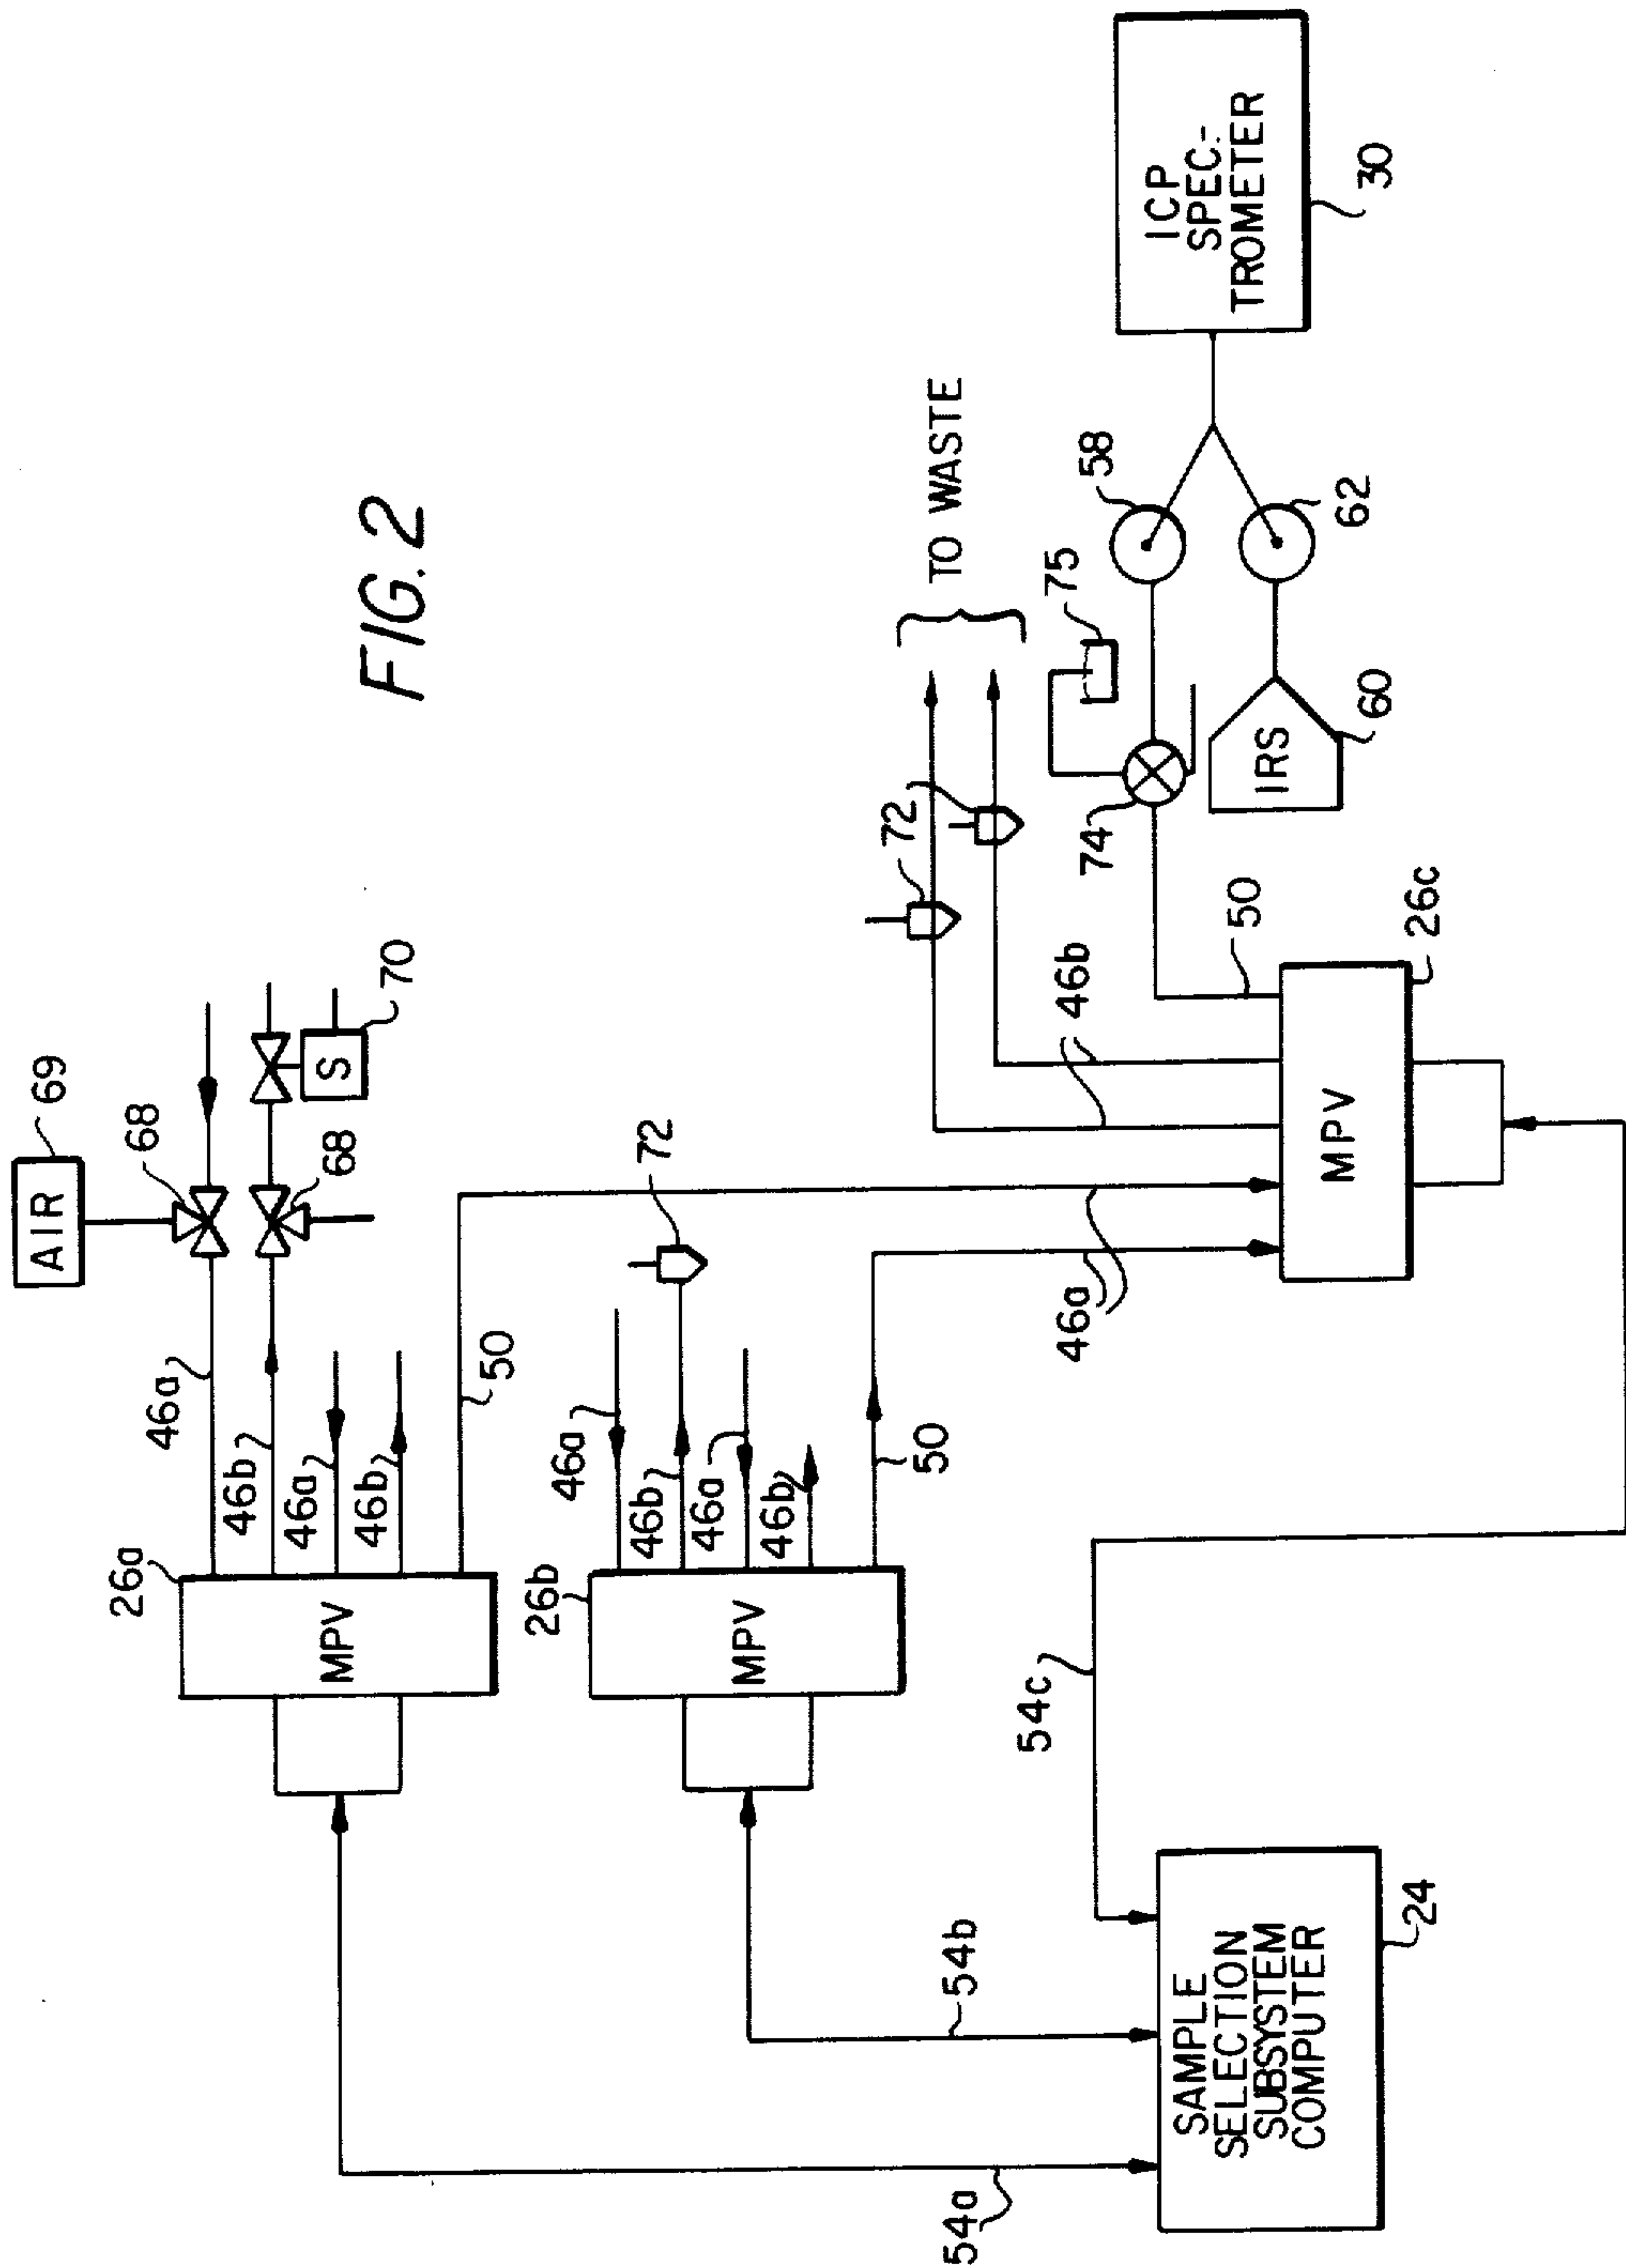 FIG. 2
AIR
69
68
68
S
70
46a
46b
46a
46b
50
26a
MPV
72
46a
46b
46a
46b
50
26b
MPV
46a
46b
72
TO WASTE
50
26c
MPV
74
75
58
62
IRS
60
ICP
SPEC-
TROMETER
30
54a
54b
54c
SAMPLE
SELECTION
SUBSYSTEM
COMPUTER
24